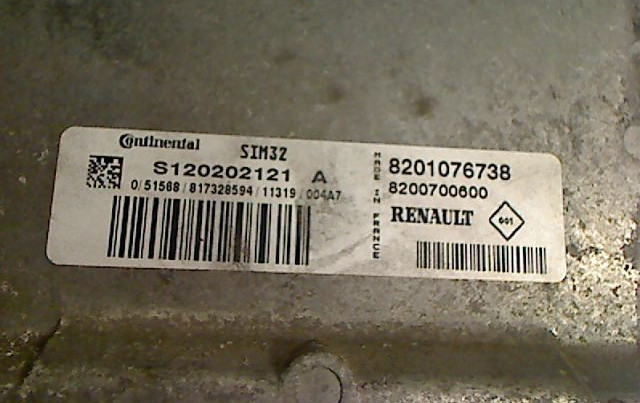 Continental SIM32
S120202121 A
0/51568/817328594/11319/004A7
MADE IN FRANCE
8201076738
8200700600
RENAULT 001